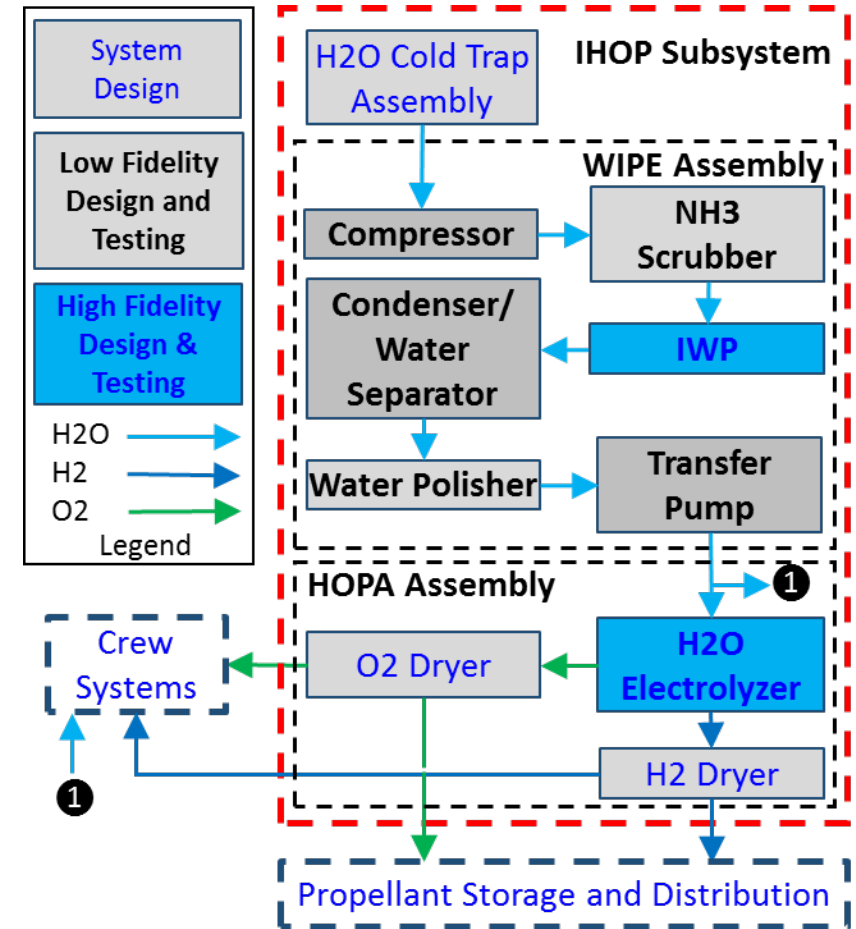 System
Design
Low Fidelity
Design and
Testing
High Fidelity
Design &
Testing
H2O
H2
O2
Legend
IHOP Subsystem
H2O Cold Trap
Assembly
WIPE Assembly
Compressor
NH3
Scrubber
Condenser/
Water
Separator
IWP
Water Polisher
Transfer
Pump
HOPA Assembly
1
Crew
Systems
O2 Dryer
H2O
Electrolyzer
1
H2 Dryer
Propellant Storage and Distribution